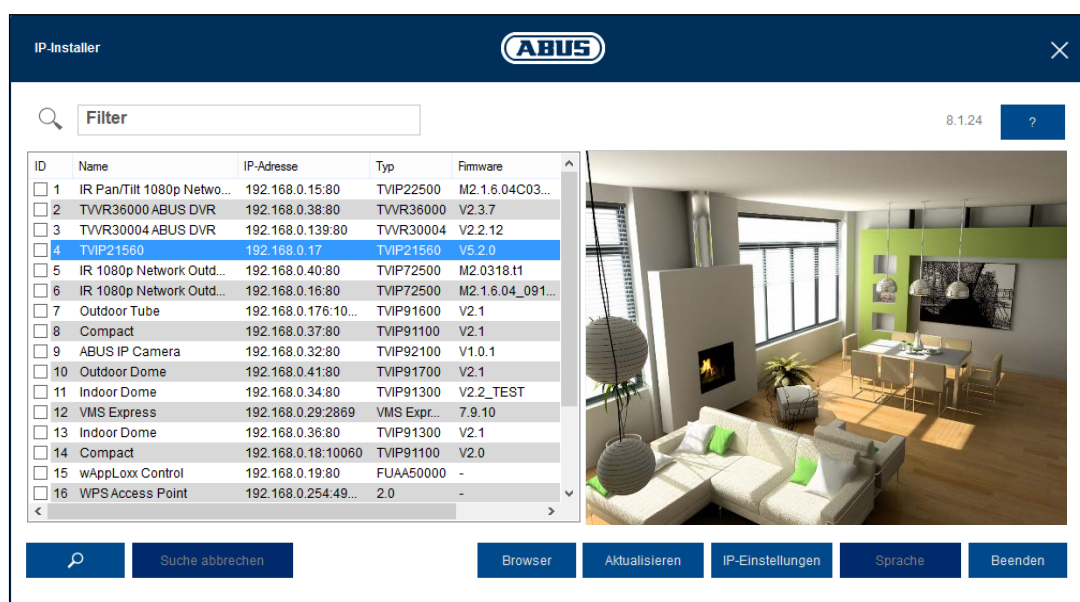 IP-Installer
ABUS
Filter
8.1.24
?
ID Name IP-Adresse Typ Firmware
1 IR Pan/Tilt 1080p Netwo... 192.168.0.15:80 TVIP22500 M2.1.6.04C03...
2 TVVR36000 ABUS DVR 192.168.0.38:80 TVVR36000 V2.3.7
3 TVVR30004 ABUS DVR 192.168.0.139:80 TVVR30004 V2.2.12
4 TVIP21560 192.168.0.17 TVIP21560 V5.2.0
5 IR 1080p Network Outd... 192.168.0.40:80 TVIP72500 M2.0318.t1
6 IR 1080p Network Outd... 192.168.0.16:80 TVIP72500 M2.1.6.04_091...
7 Outdoor Tube 192.168.0.176:10... TVIP91600 V2.1
8 Compact 192.168.0.37:80 TVIP91100 V2.1
9 ABUS IP Camera 192.168.0.32:80 TVIP92100 V1.0.1
10 Outdoor Dome 192.168.0.41:80 TVIP91700 V2.1
11 Indoor Dome 192.168.0.34:80 TVIP91300 V2.2_TEST
12 VMS Express 192.168.0.29:2869 VMS Expr... 7.9.10
13 Indoor Dome 192.168.0.36:80 TVIP91300 V2.1
14 Compact 192.168.0.18:10060 TVIP91100 V2.0
15 wAppLoxx Control 192.168.0.19:80 FUAA50000 -
16 WPS Access Point 192.168.0.254:49... 2.0 -
Suche abbrechen
Browser
Aktualisieren
IP-Einstellungen
Sprache
Beenden